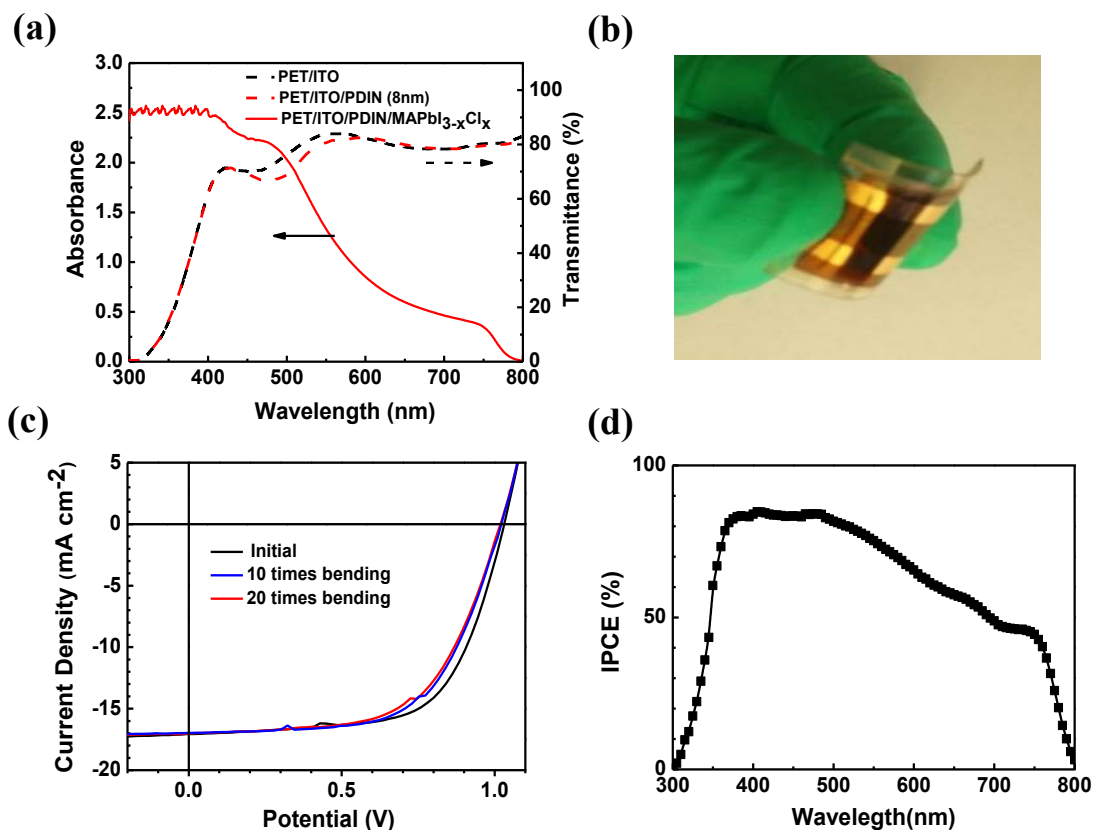 (a)
3.0
2.5
2.0
1.5
1.0
0.5
0.0
Absorbance
PET/ITO
PET/ITO/PDIN (8nm)
PET/ITO/PDIN/MAPbI3-xClx
100
80
60
40
20
0
Transmittance (%)
300 400 500 600 700 800
Wavelength (nm)
(b)
(c)
5
0
-5
-10
-15
-20
Current Density (mA cm-2)
Initial
10 times bending
20 times bending
0.0 0.5 1.0
Potential (V)
(d)
100
50
0
IPCE (%)
300 400 500 600 700 800
Wavelegth(nm)